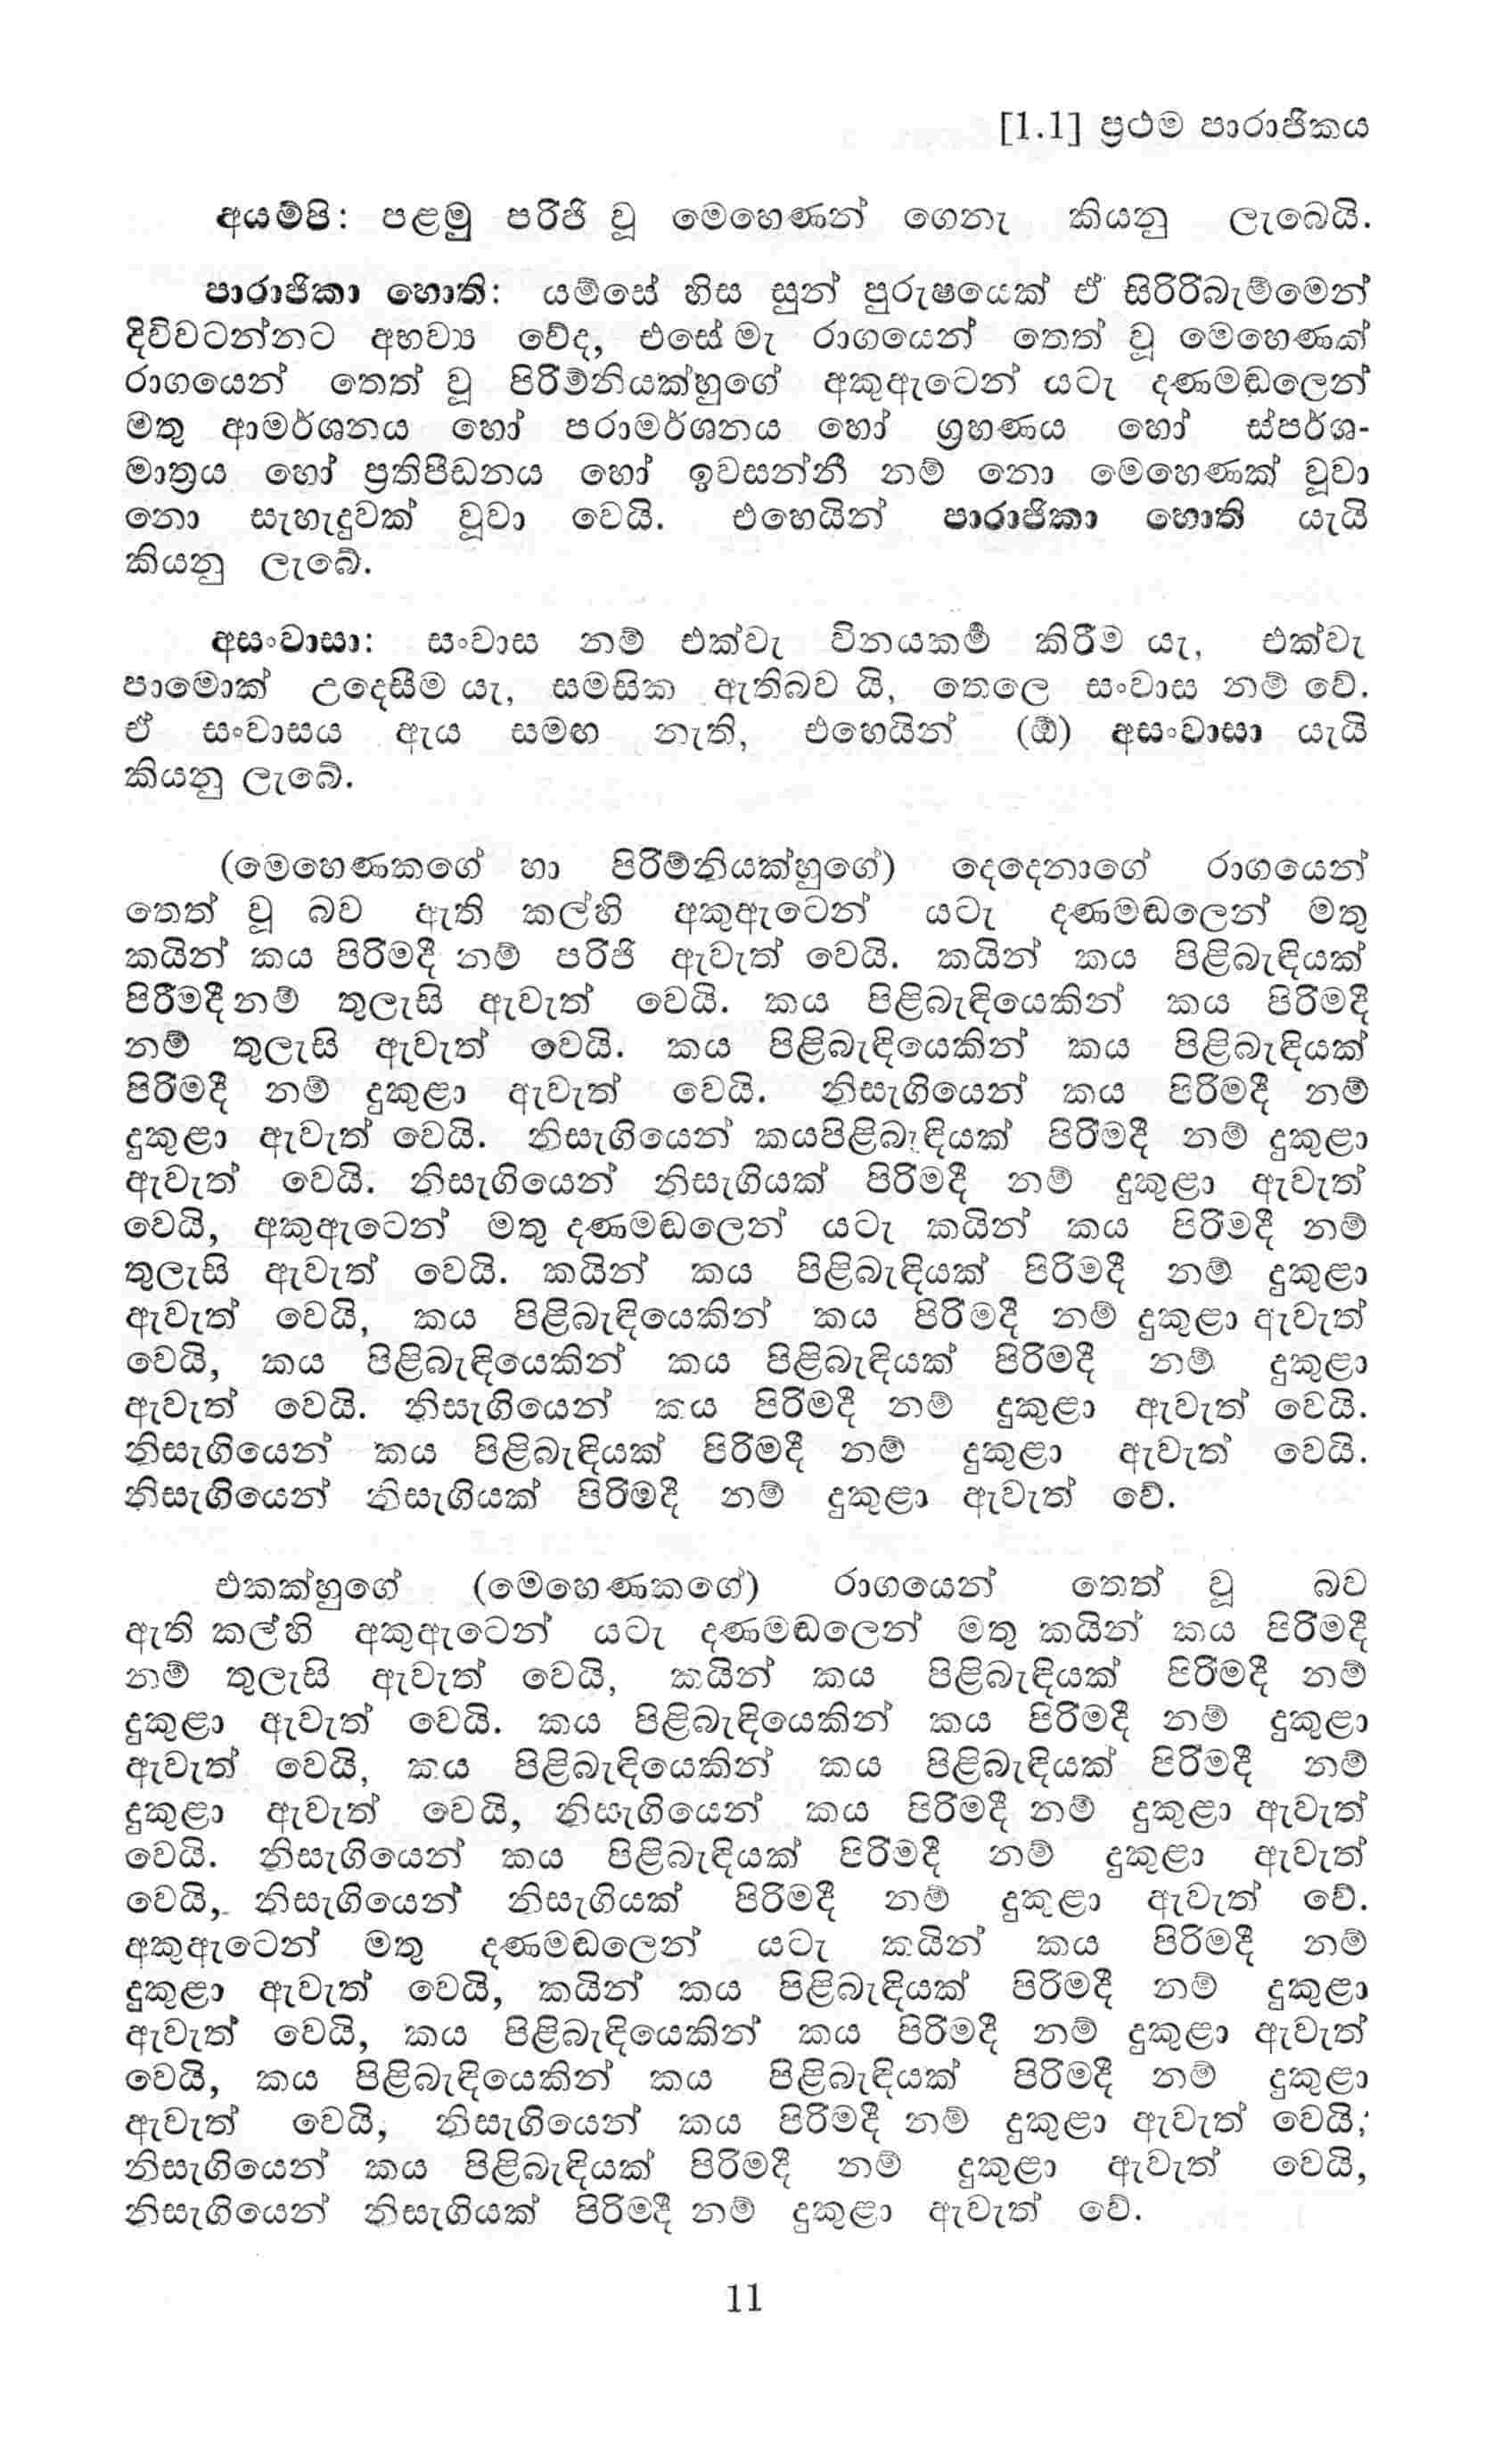 [1.1] ප්‍රථම පාරාජිකය
අයම්පි: පළමු පරිජි වූ මෙහෙණන් ගෙනැ කියනු ලැබෙයි.
පාරාජිකා හොති: යම්සේ හිස සුන් පුරුෂයෙක් ඒ සිරිරිබැම්මෙන්
දිවිවටන්නට අභව්‍ය වේද, එසේ මැ රාගයෙන් තෙත් වූ මෙහෙණක්
රාගයෙන් තෙත් වූ පිරිම්නියක්හුගේ අකුඇටෙන් යටැ දණමඬලෙන්
මතු ආමර්ශනය හෝ පරාමර්ශනය හෝ ග්‍රහණය හෝ ස්පර්ශ-
මාත්‍රය හෝ ප්‍රතිපීඩනය හෝ ඉවසන්නී නම් නො මෙහෙණක් වූවා
නො සැහැදුවක් වූවා වෙයි. එහෙයින් පාරාජිකා හොති යැයි
කියනු ලැබේ.
අසංවාසා: සංවාස නම් එක්වැ විනයකර්‍ම කිරීම යැ, එක්වැ
පාමොක් උදෙසීම යැ, සමසික ඇතිබව යි, තෙලෙ සංවාස නම් වේ.
ඒ සංවාසය ඇය සමඟ නැති, එහෙයින් (ඕ) අසංවාසා යැයි
කියනු ලැබේ.
(මෙහෙණකගේ හා පිරිම්නියක්හුගේ) දෙදෙනාගේ රාගයෙන්
තෙත් වූ බව ඇති කල්හි අකුඇටෙන් යටැ දණමඬලෙන් මතු
කයින් කය පිරිමදී නම් පරිජි ඇවැත් වෙයි. කයින් කය පිළිබැඳියක්
පිරීමදී නම් තුලැසි ඇවැත් වෙයි. කය පිළිබැඳියෙකින් කය පිරිමදී
නම් තුලැසි ඇවැත් වෙයි. කය පිළිබැඳියෙකින් කය පිළිබැඳියක්
පිරිමදී නම් දුකුළා ඇවැත් වෙයි. නිසැගියෙන් කය පිරිමදී නම්
දුකුළා ඇවැත් වෙයි. නිසැගියෙන් කයපිළිබැඳියක් පිරිමදී නම් දුකුළා
ඇවැත් වෙයි. නිසැගියෙන් නිසැගියක් පිරිමදී නම් දුකුළා ඇවැත්
වෙයි, අකුඇටෙන් මතු දණමඬලෙන් යටැ කයින් කය පිරිමදී නම්
තුලැසි ඇවැත් වෙයි. කයින් කය පිළිබැඳියක් පිරිමදී නම් දුකුළා
ඇවැත් වෙයි, කය පිළිබැඳියෙකින් කය පිරිමදී නම් දුකුළා ඇවැත්
වෙයි, කය පිළිබැඳියෙකින් කය පිළිබැඳියක් පිරිමදී නම් දුකුළා
ඇවැත් වෙයි. නිසැගියෙන් කය පිරිමදී නම් දුකුළා ඇවැත් වෙයි.
නිසැගියෙන් කය පිළිබැඳියක් පිරිමදී නම් දුකුළා ඇවැත් වෙයි.
නිසැගියෙන් නිසැගියක් පිරිමදී නම් දුකුළා ඇවැත් වේ.
එකක්හුගේ (මෙහෙණකගේ) රාගයෙන් තෙත් වූ බව
ඇති කල්හි අකුඇටෙන් යටැ දණමඬලෙන් මතු කයින් කය පිරිමදී
නම් තුලැසි ඇවැත් වෙයි, කයින් කය පිළිබැඳියක් පිරිමදී නම්
දුකුළා ඇවැත් වෙයි. කය පිළිබැඳියෙකින් කය පිරිමදී නම් දුකුළා
ඇවැත් වෙයි, කය පිළිබැඳියෙකින් කය පිළිබැඳියක් පිරිමදී නම්
දුකුළා ඇවැත් වෙයි, නිසැගියෙන් කය පිරිමදී නම් දුකුළා ඇවැත්
වෙයි. නිසැගියෙන් කය පිළිබැඳියක් පිරිමදී නම් දුකුළා ඇවැත්
වෙයි, නිසැගියෙන් නිසැගියක් පිරිමදී නම් දුකුළා ඇවැත් වේ.
අකුඇටෙන් මතු දණමඬලෙන් යටැ කයින් කය පිරිමදී නම්
දුකුළා ඇවැත් වෙයි, කයින් කය පිළිබැඳියක් පිරිමදී නම් දුකුළා
ඇවැත් වෙයි, කය පිළිබැඳියෙකින් කය පිරිමදී නම් දුකුළා ඇවැත්
වෙයි, කය පිළිබැඳියෙකින් කය පිළිබැඳියක් පිරිමදී නම් දුකුළා
ඇවැත් වෙයි, නිසැගියෙන් කය පිරිමදී නම් දුකුළා ඇවැත් වෙයි,
නිසැගියෙන් කය පිළිබැඳියක් පිරිමදී නම් දුකුළා ඇවැත් වෙයි,
නිසැගියෙන් නිසැගියක් පිරිමදී නම් දුකුළා ඇවැත් වේ.
11